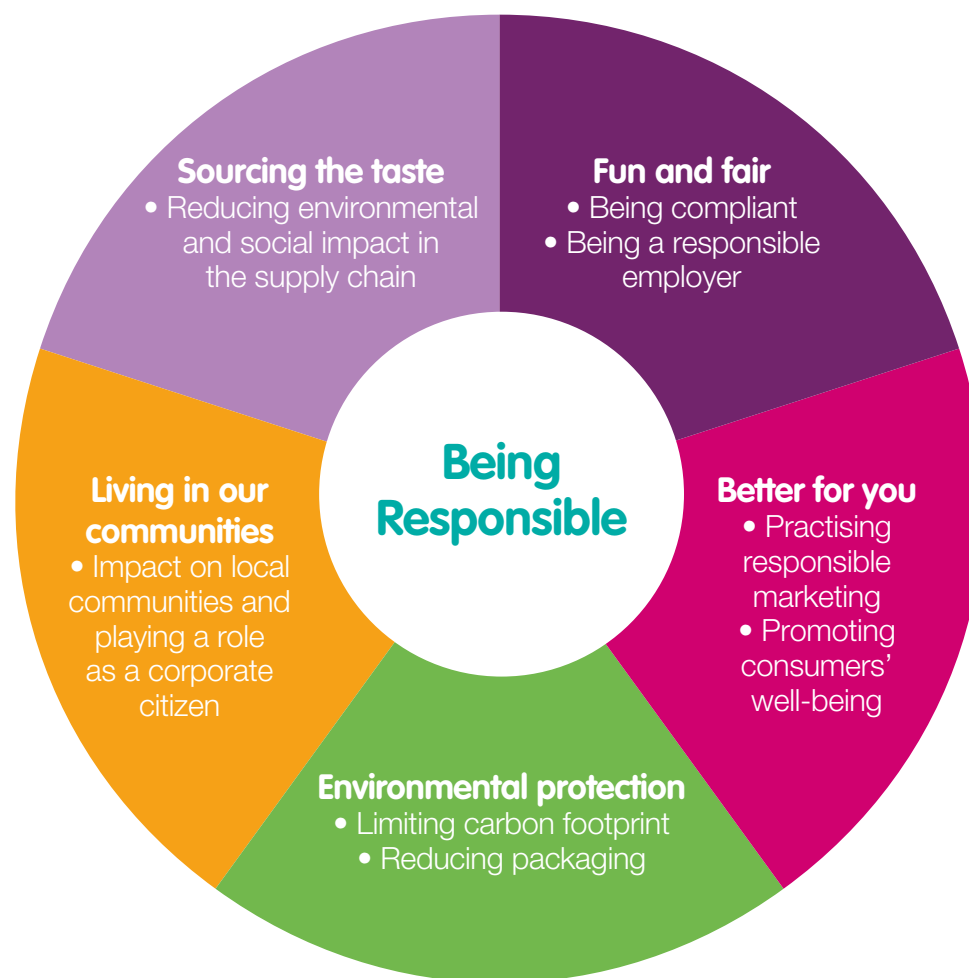 Sourcing the taste
• Reducing environmental
and social impact in
the supply chain
Fun and fair
• Being compliant
• Being a responsible
employer
Being
Responsible
Living in our
communities
• Impact on local
communities and
playing a role
as a corporate
citizen
Better for you
• Practising
responsible
marketing
• Promoting
consumers’
well-being
Environmental protection
• Limiting carbon footprint
• Reducing packaging